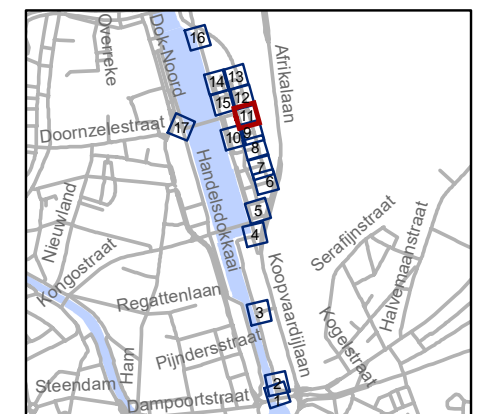 Overreke
Dok-Noord
16
Afrikalaan
14
13
15
12
11
Doornzelestraat
17
10
9
8
7
6
Handelsdokkaai
Nieuwland
5
4
Serafijnstraat
Halvemaanstraat
Kongostraat
Koopvaardijlaan
Regattenlaan
3
Kogelstraat
Pijndersstraat
Ham
Steendam
2
1
Dampoortstraat